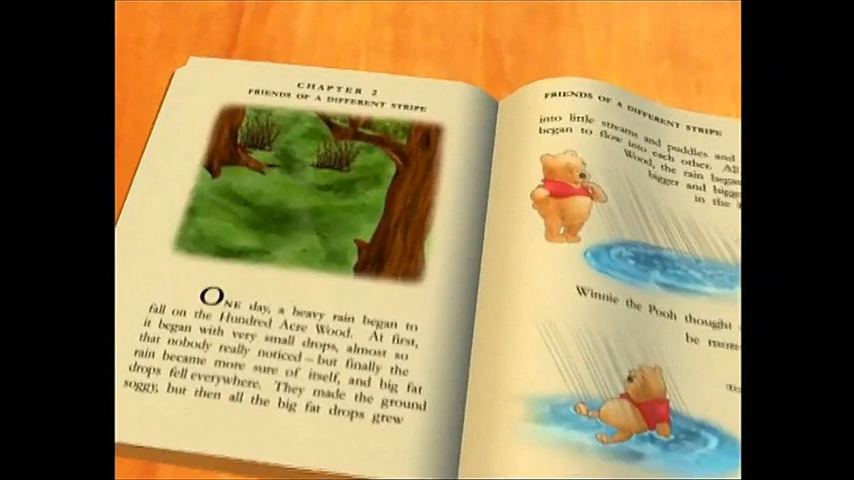 CHAPTER 2
FRIENDS OF A DIFFERENT STRIPE
ONE day, a heavy rain began to
fall on the Hundred Acre Wood. At first,
it began with very small drops, almost so
that nobody really noticed – but finally the
rain became more sure of itself, and big fat
drops fell everywhere. They made the ground
soggy, but then all the big fat drops grew
FRIENDS OF A DIFFERENT STRIPE
into little streams and puddles and
began to flow into each other. All
Wood, the rain began
bigger and bigger
in the
Winnie the Pooh thought
be